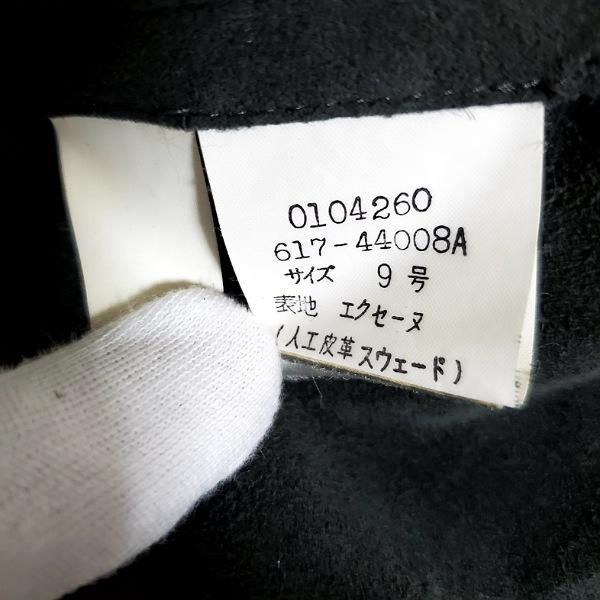 0104260
617-44008A
サイズ 9号
表地 エクセーヌ
(人工皮革スウェード)